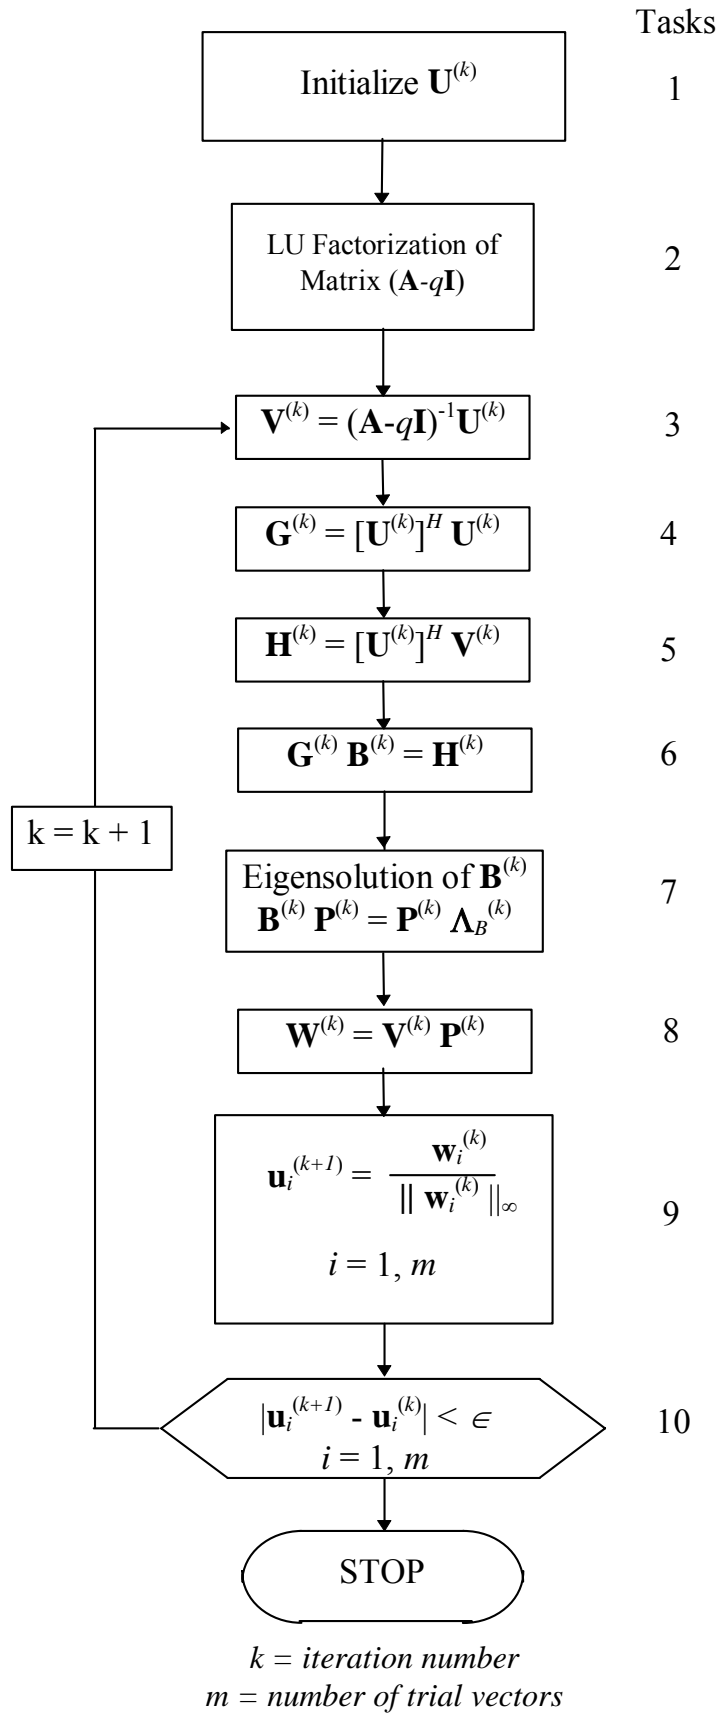 Tasks
Initialize U^(k)
1
LU Factorization of
Matrix (A-qI)
2
V^(k) = (A-qI)^-1U^(k)
3
G^(k) = [U^(k)]^H U^(k)
4
H^(k) = [U^(k)]^H V^(k)
5
G^(k) B^(k) = H^(k)
6
k = k + 1
Eigensolution of B^(k)
B^(k) P^(k) = P^(k) Λ_B^(k)
7
W^(k) = V^(k) P^(k)
8
u_i^(k+1) = w_i^(k) / || w_i^(k) ||_∞
i = 1, m
9
|u_i^(k+1) - u_i^(k)| < ∈
i = 1, m
10
STOP
k = iteration number
m = number of trial vectors